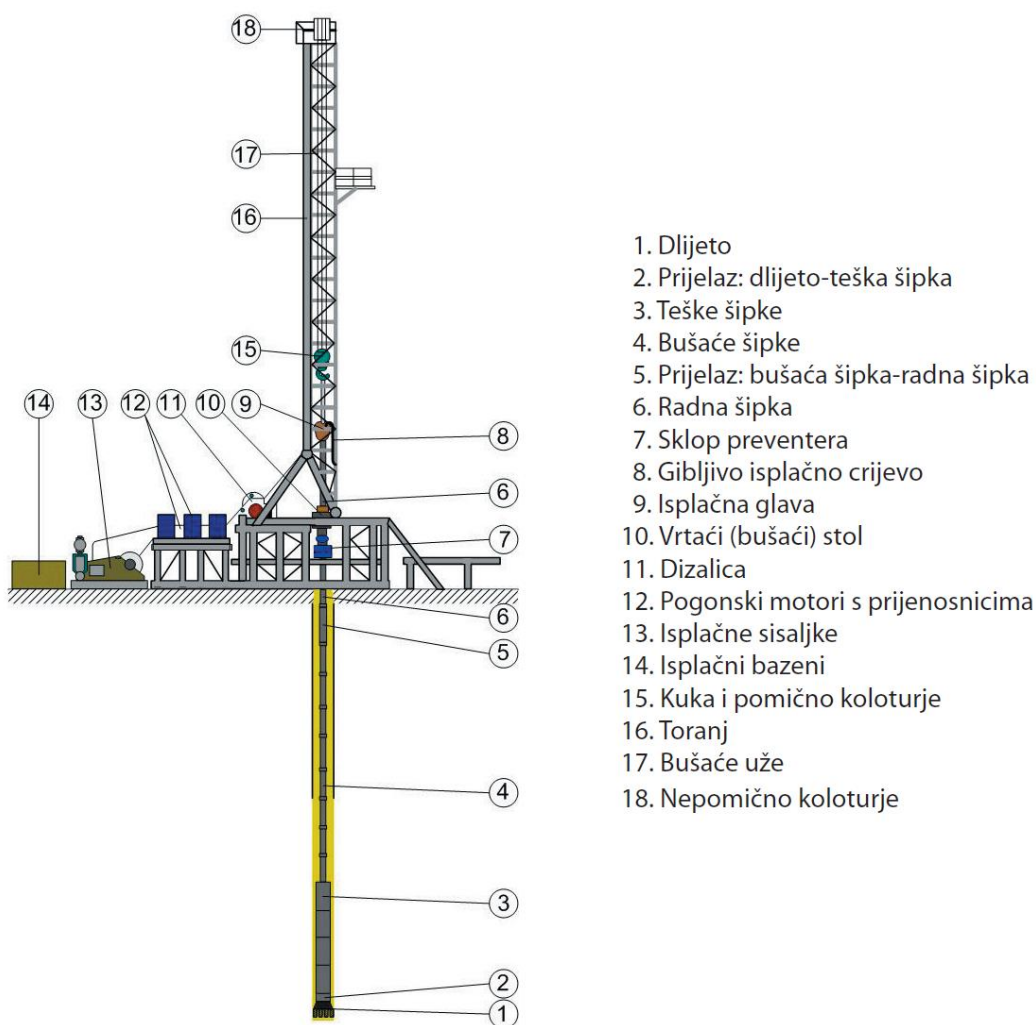 18
17
16
15
14
13
12
11
10
9
8
6
7
6
5
4
3
2
1
1. Dlijeto
2. Prijelaz: dlijeto-teška šipka
3. Teške šipke
4. Bušaće šipke
5. Prijelaz: bušaća šipka-radna šipka
6. Radna šipka
7. Sklop preventera
8. Gibljivo isplačno crijevo
9. Isplačna glava
10. Vrtaći (bušaći) stol
11. Dizalica
12. Pogonski motori s prijenosnicima
13. Isplačne sisaljke
14. Isplačni bazeni
15. Kuka i pomično koloturje
16. Toranj
17. Bušaće uže
18. Nepomično koloturje